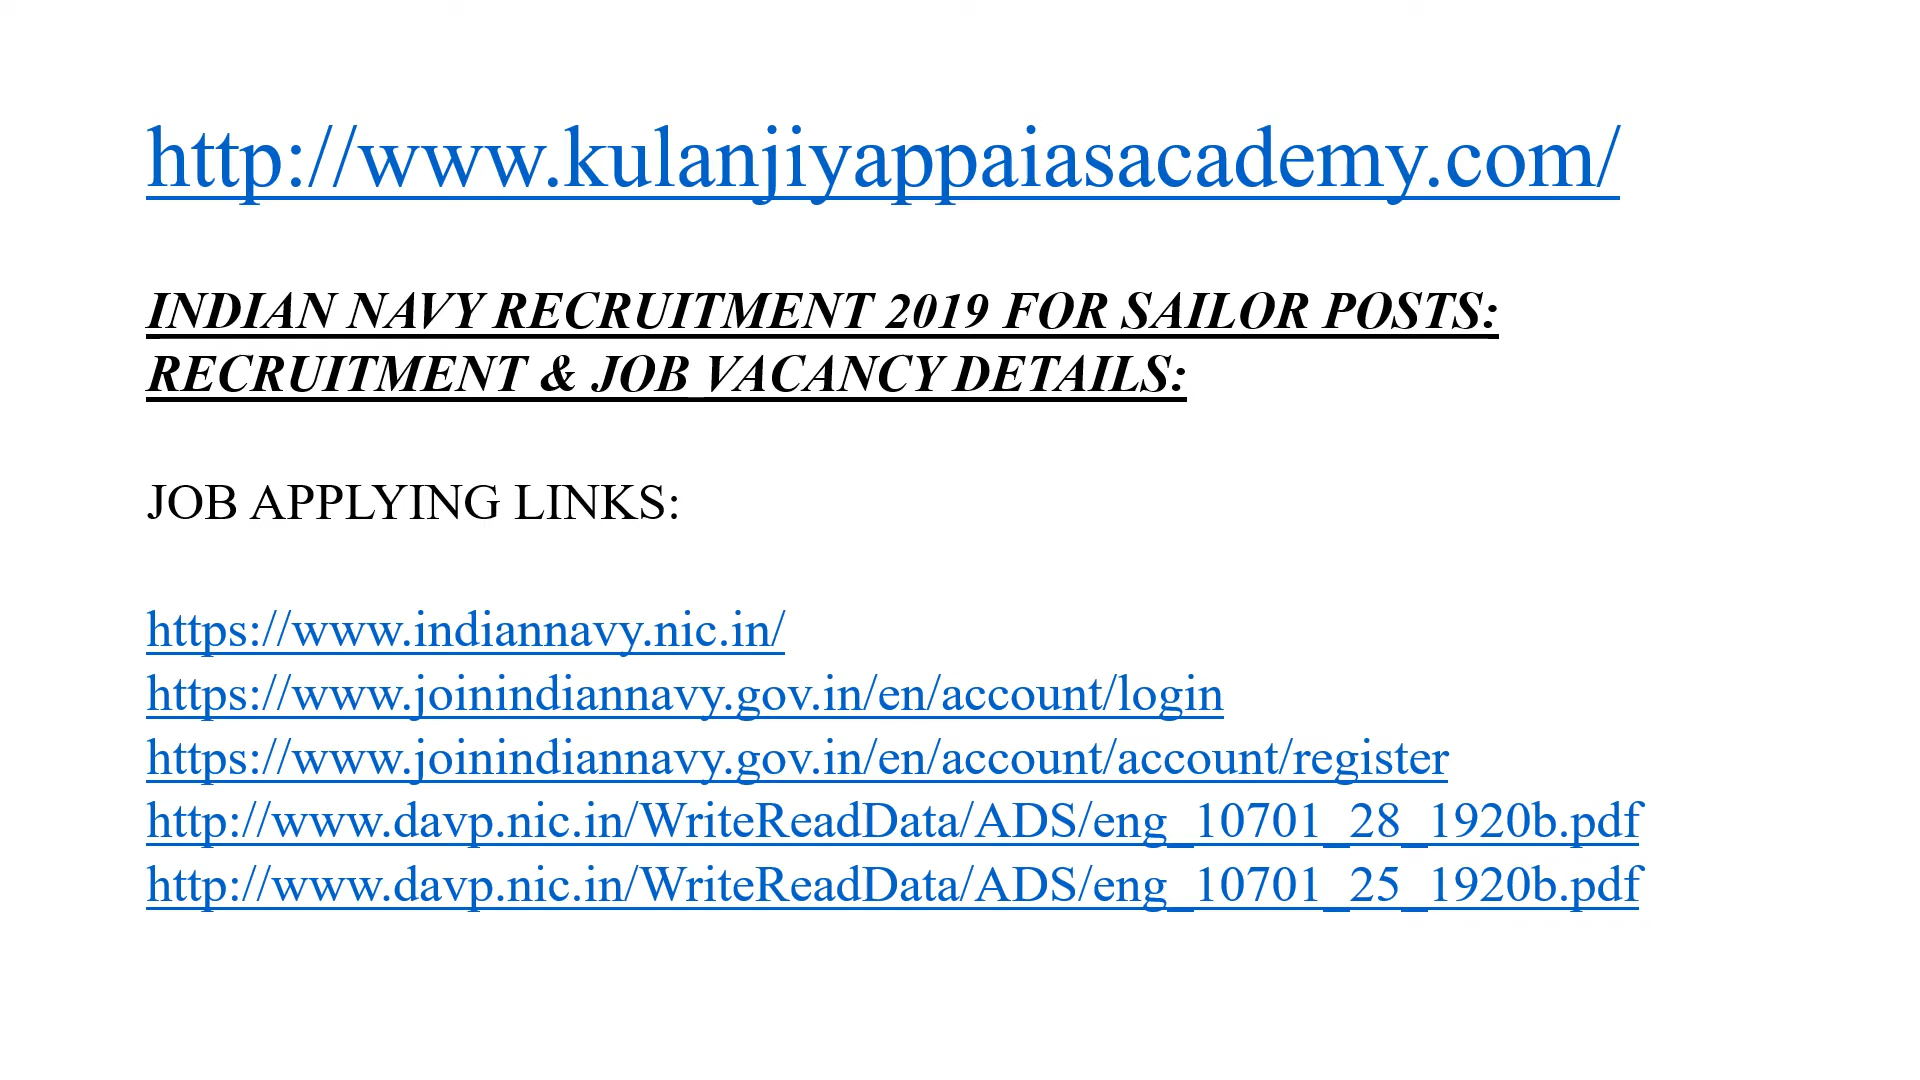 http://www.kulanjiyappaiasacademy.com/
INDIAN NAVY RECRUITMENT 2019 FOR SAILOR POSTS:
RECRUITMENT & JOB VACANCY DETAILS:
JOB APPLYING LINKS:
https://www.indiannavy.nic.in/
https://www.joinindiannavy.gov.in/en/account/login
https://www.joinindiannavy.gov.in/en/account/account/register
http://www.davp.nic.in/WriteReadData/ADS/eng_10701_28_1920b.pdf
http://www.davp.nic.in/WriteReadData/ADS/eng_10701_25_1920b.pdf